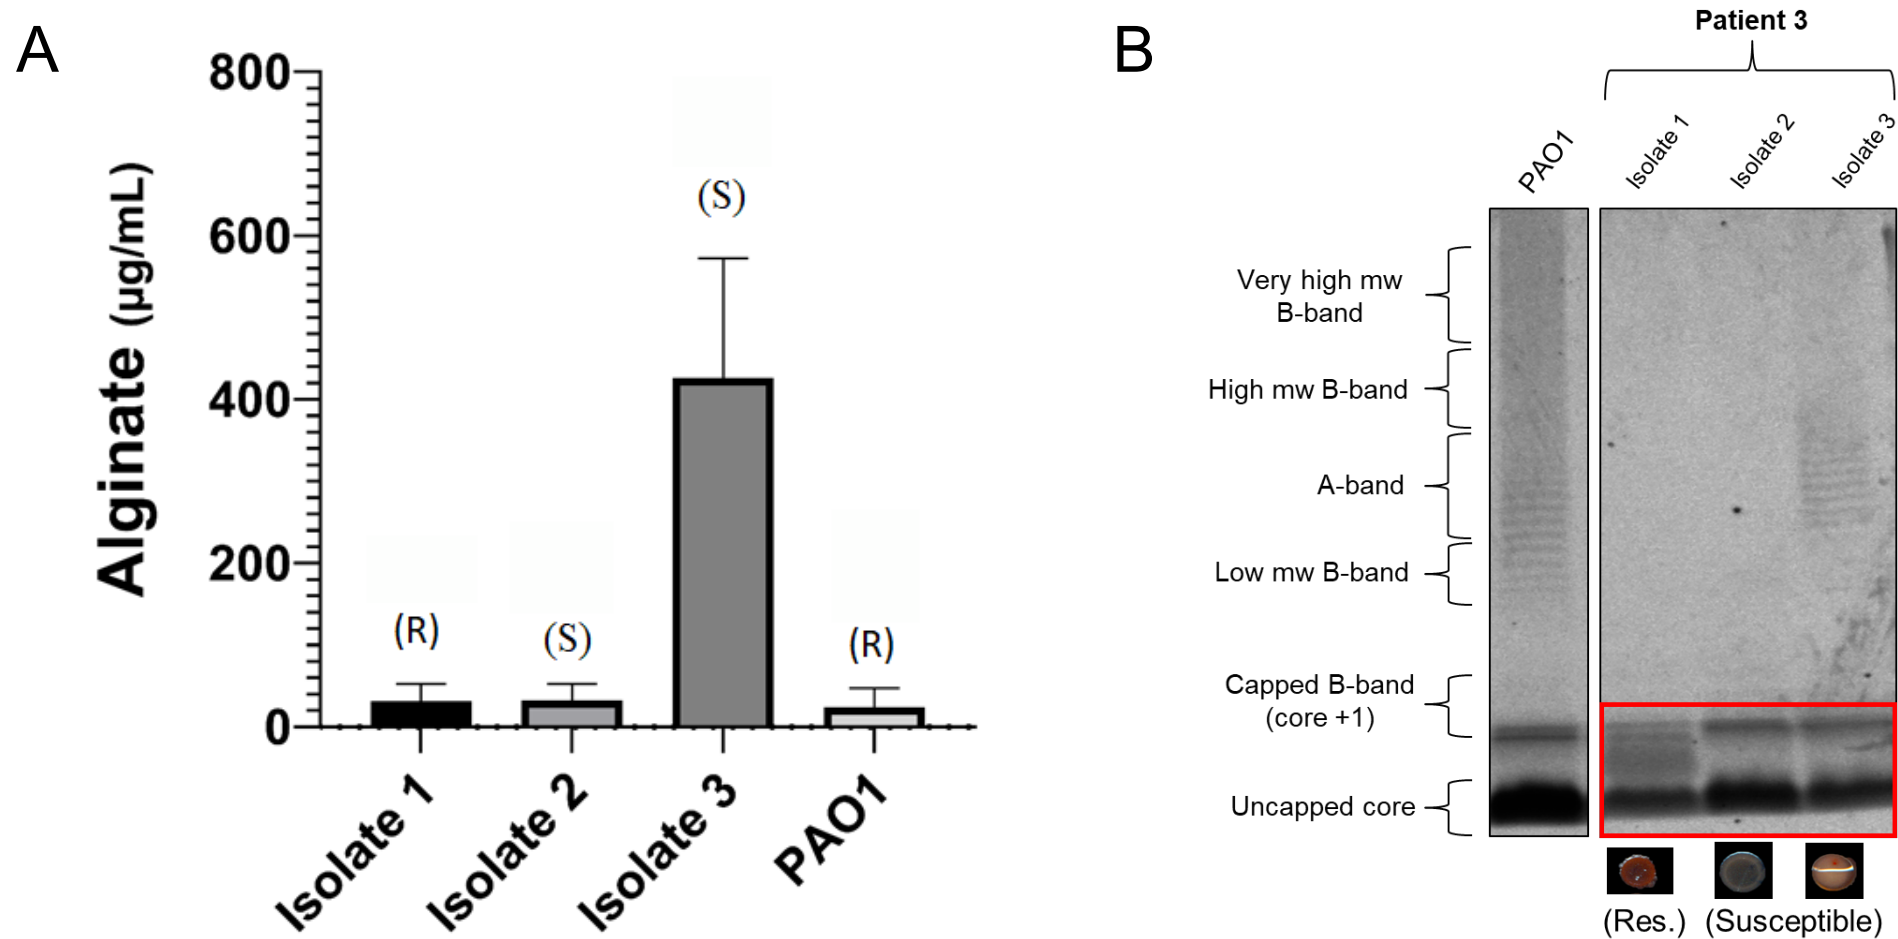 A
Alginate (µg/mL)
800
600
400
200
0
(R)
(S)
(S)
(R)
Isolate 1
Isolate 2
Isolate 3
PAO1
B
Patient 3
PAO1
Isolate 1
Isolate 2
Isolate 3
Very high mw
B-band
High mw B-band
A-band
Low mw B-band
Capped B-band
(core +1)
Uncapped core
(Res.)
(Susceptible)